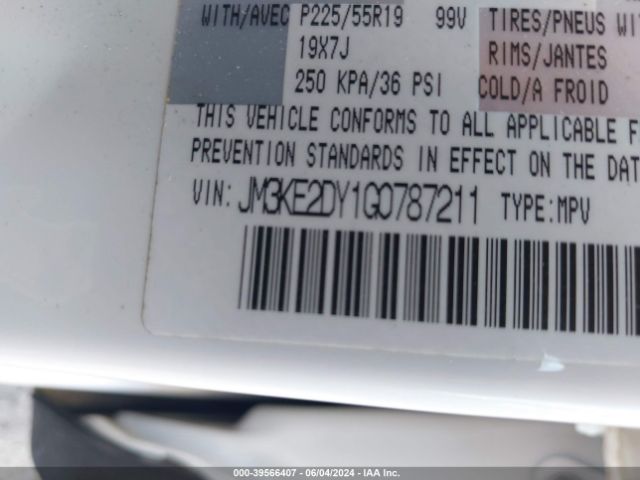 WITH/AVEC P225/55R19 99V TIRES/PNEUS WI
19X7J RIMS/JANTES
250 KPA/36 PSI COLD/A FROID
THIS VEHICLE CONFORMS TO ALL APPLICABLE F
PREVENTION STANDARDS IN EFFECT ON THE DAT
VIN: JM3KE2DY1G0787211 TYPE:MPV
000-39566407 - 06/04/2024 - IAA Inc.